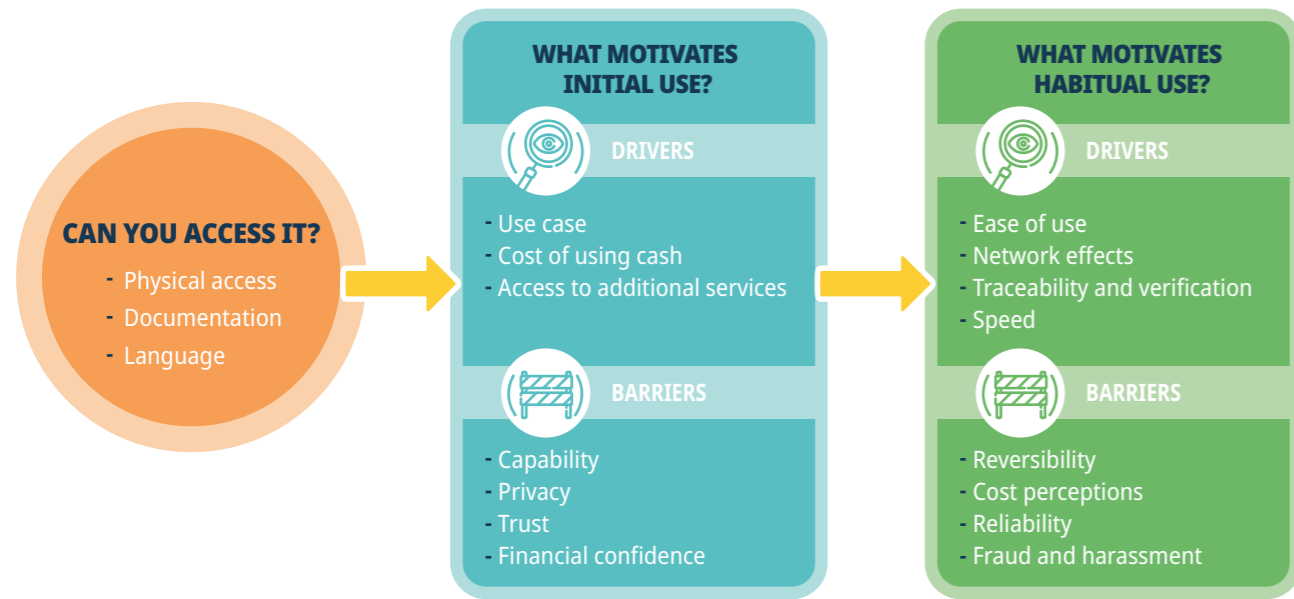 CAN YOU ACCESS IT?
- Physical access
- Documentation
- Language
WHAT MOTIVATES
INITIAL USE?
DRIVERS
- Use case
- Cost of using cash
- Access to additional services
BARRIERS
- Capability
- Privacy
- Trust
- Financial confidence
WHAT MOTIVATES
HABITUAL USE?
DRIVERS
- Ease of use
- Network effects
- Traceability and verification
- Speed
BARRIERS
- Reversibility
- Cost perceptions
- Reliability
- Fraud and harassment